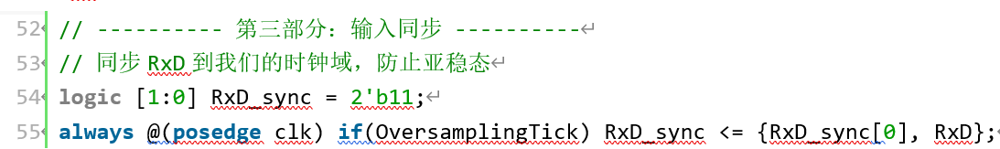 52 // ---------- 第三部分：输入同步 ----------
53 // 同步 RxD 到我们的时钟域，防止亚稳态
54 logic [1:0] RxD_sync = 2'b11;
55 always @(posedge clk) if(OversamplingTick) RxD_sync <= {RxD_sync[0], RxD};